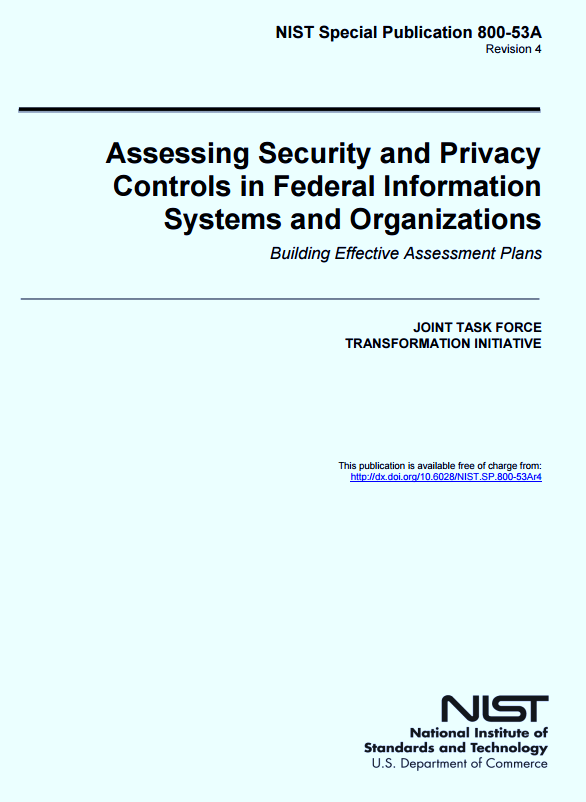 NIST Special Publication 800-53A
Revision 4
Assessing Security and Privacy
Controls in Federal Information
Systems and Organizations
Building Effective Assessment Plans
JOINT TASK FORCE
TRANSFORMATION INITIATIVE
This publication is available free of charge from:
http://dx.doi.org/10.6028/NIST.SP.800-53Ar4
NIST
National Institute of
Standards and Technology
U.S. Department of Commerce